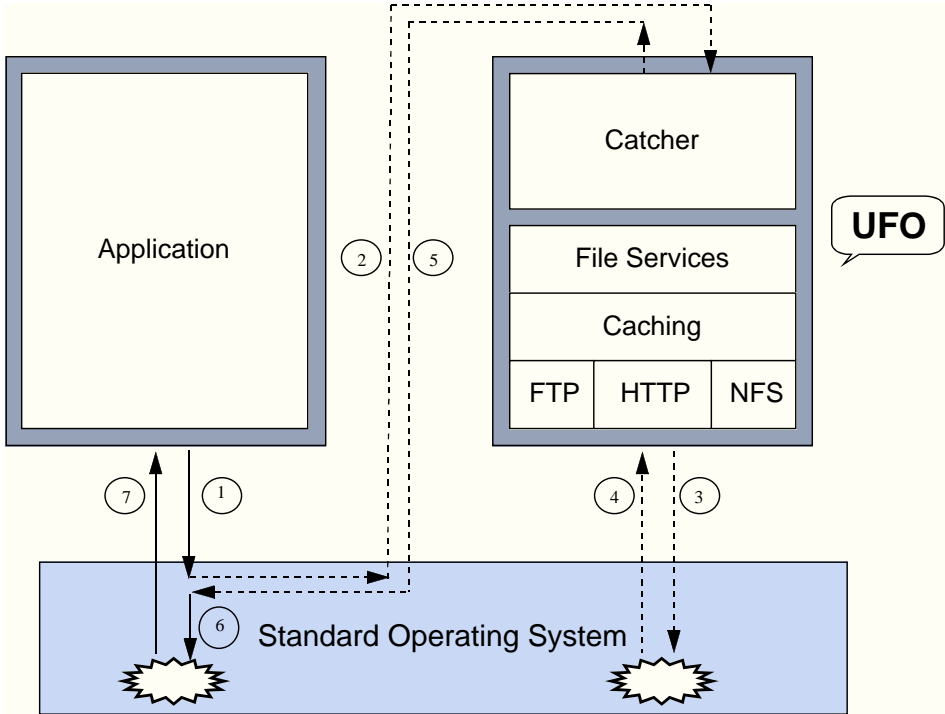 Catcher
UFO
Application
2
5
File Services
Caching
FTP HTTP NFS
7
1
4
3
6
Standard Operating System